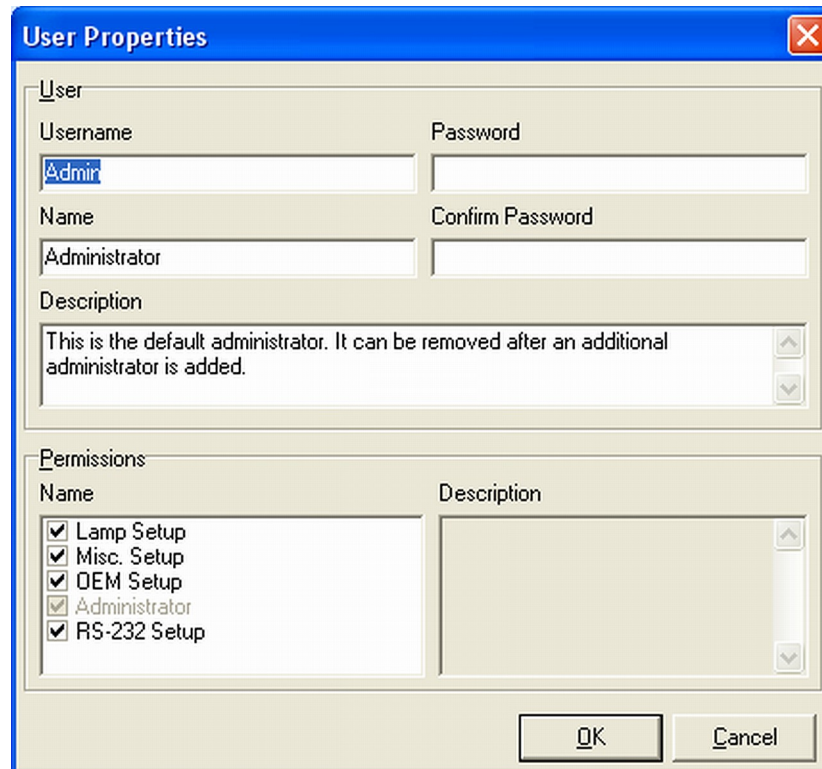 User Properties
User
Username
Password
Admin
Name
Confirm Password
Administrator
Description
This is the default administrator. It can be removed after an additional
administrator is added.
Permissions
Name
Description
Lamp Setup
Misc. Setup
OEM Setup
Administrator
RS-232 Setup
OK
Cancel